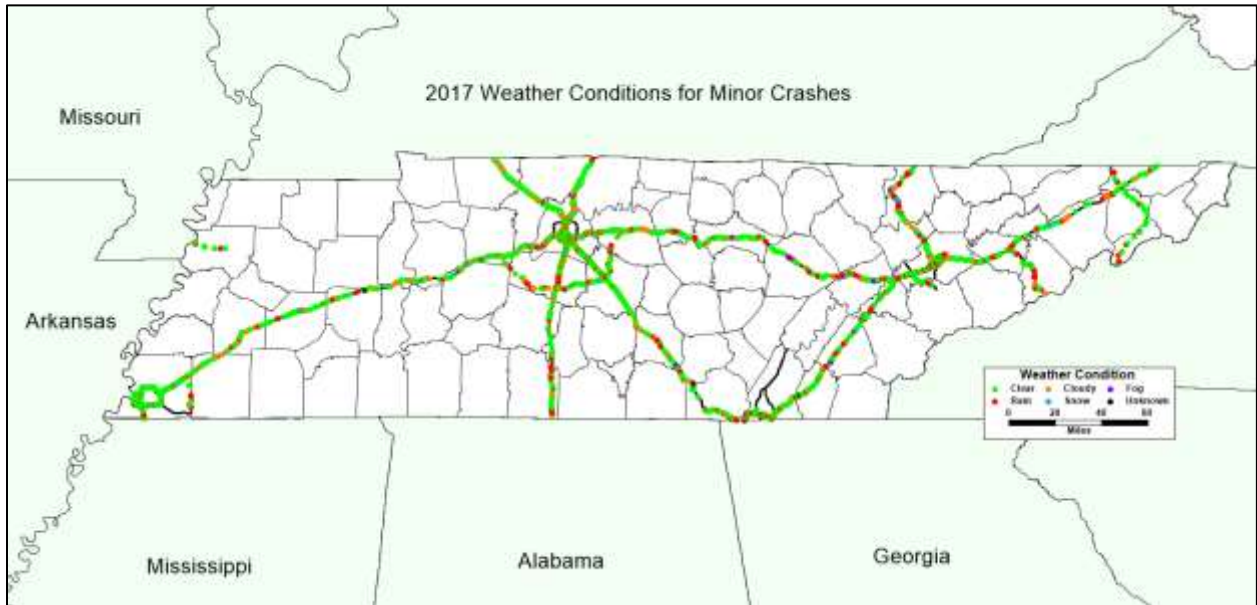 2017 Weather Conditions for Minor Crashes
Missouri
Arkansas
Weather Condition
Clear Cloudy Fog
Rain Snow Unknown
0 20 40 80
Miles
Mississippi
Alabama
Georgia